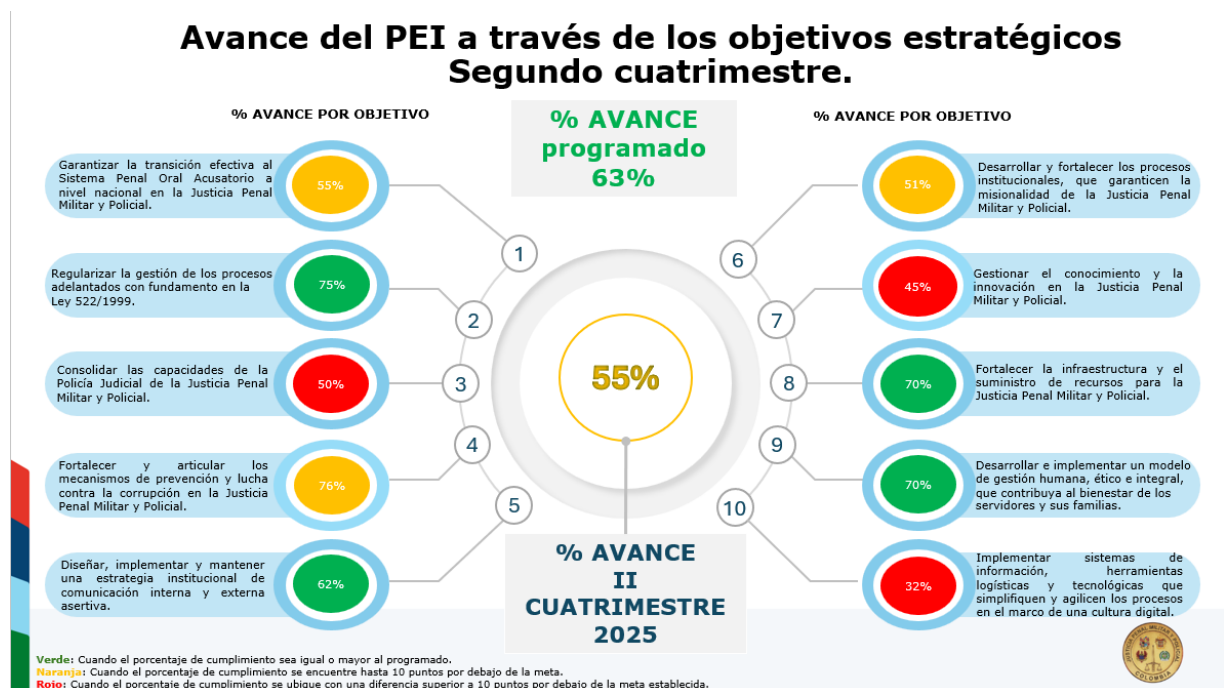 Avance del PEI a través de los objetivos estratégicos
Segundo cuatrimestre.
% AVANCE POR OBJETIVO
% AVANCE
programado
63%
% AVANCE POR OBJETIVO
Garantizar la transición efectiva al
Sistema Penal Oral Acusatorio a
nivel nacional en la Justicia Penal
Militar y Policial.
55%
1
Regularizar la gestión de los procesos
adelantados con fundamento en la
Ley 522/1999.
75%
2
Consolidar las capacidades de la
Policía Judicial de la Justicia Penal
Militar y Policial.
50%
3
Fortalecer y articular los
mecanismos de prevención y lucha
contra la corrupción en la Justicia
Penal Militar y Policial.
76%
4
Diseñar, implementar y mantener
una estrategia institucional de
comunicación interna y externa
asertiva.
62%
5
55%
% AVANCE
II
CUATRIMESTRE
2025
6
51%
Desarrollar y fortalecer los procesos
institucionales, que garanticen la
misionalidad de la Justicia Penal
Militar y Policial.
7
45%
Gestionar el conocimiento y la
innovación en la Justicia Penal
Militar y Policial.
8
70%
Fortalecer la infraestructura y el
suministro de recursos para la
Justicia Penal Militar y Policial.
9
70%
Desarrollar e implementar un modelo
de gestión humana, ético e integral,
que contribuya al bienestar de los
servidores y sus familias.
10
32%
Implementar sistemas de
información, herramientas
logísticas y tecnológicas que
simplifiquen y agilicen los procesos
en el marco de una cultura digital.
Verde: Cuando el porcentaje de cumplimiento sea igual o mayor al programado.
Naranja: Cuando el porcentaje de cumplimiento se encuentre hasta 10 puntos por debajo de la meta.
Rojo: Cuando el porcentaje de cumplimiento se ubique con una diferencia superior a 10 puntos por debajo de la meta establecida.
JUSTICIA PENAL MILITAR Y POLICIAL
COLOMBIA